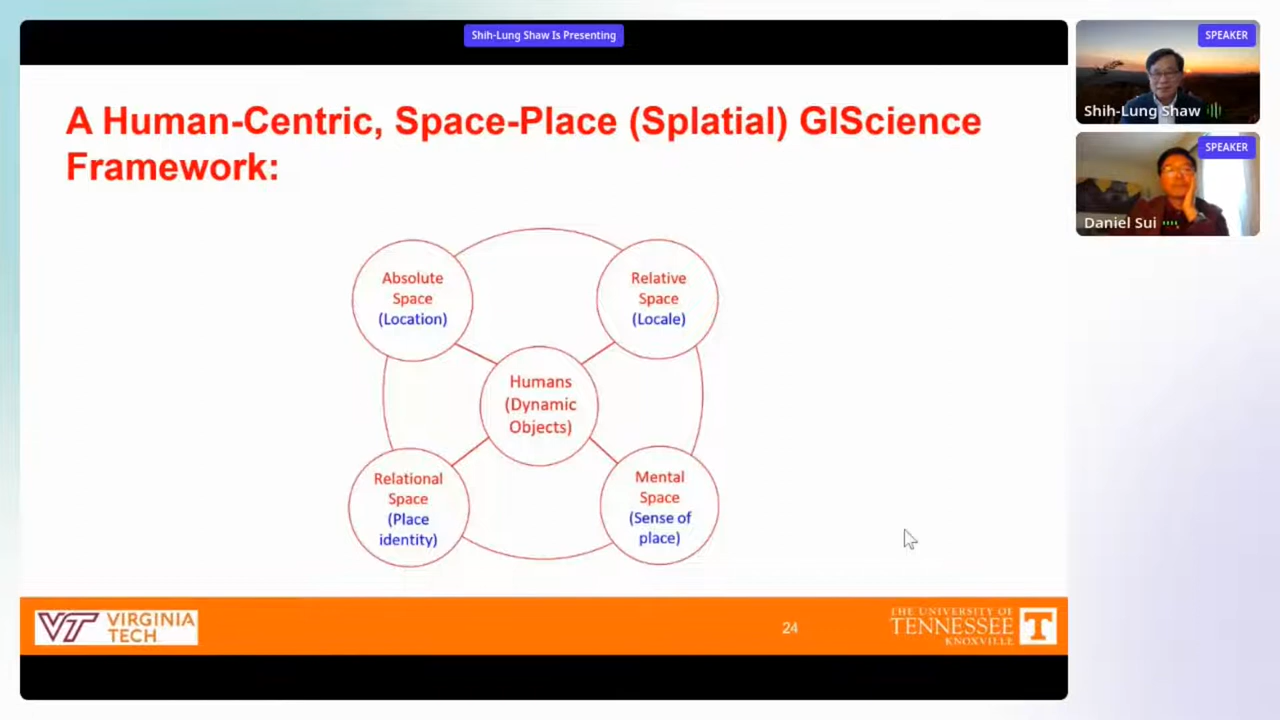 Shih-Lung Shaw Is Presenting
A Human-Centric, Space-Place (Splatial) GIScience
Framework:
Absolute
Space
(Location)
Relative
Space
(Locale)
Humans
(Dynamic
Objects)
Relational
Space
(Place
identity)
Mental
Space
(Sense of
place)
VT VIRGINIA
TECH
24
THE UNIVERSITY OF
TENNESSEE
KNOXVILLE
T
SPEAKER
Shih-Lung Shaw
SPEAKER
Daniel Sui